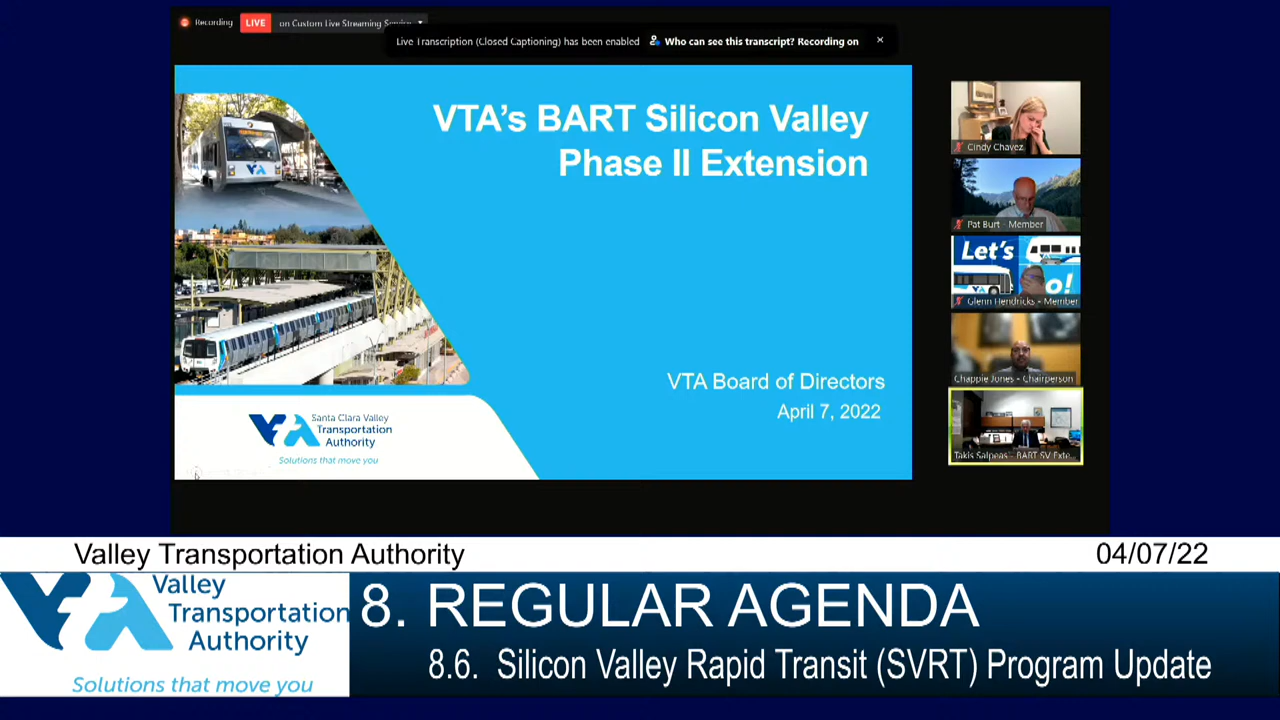 Recording
LIVE
on Custom Live Streaming Service
Live Transcription (Closed Captioning) has been enabled
Who can see this transcript? Recording on
VTA's BART Silicon Valley
Phase II Extension
VTA Board of Directors
April 7, 2022
VTA
Santa Clara Valley
Transportation
Authority
Solutions that move you
Cindy Chavez
Pat Burt - Member
Let's
Go!
Glenn Hendricks - Member
Chappie Jones - Chairperson
Takis Salpeas - BART SV Exte...
Valley Transportation Authority
04/07/22
VTA
Valley
Transportation
Authority
Solutions that move you
8. REGULAR AGENDA
8.6. Silicon Valley Rapid Transit (SVRT) Program Update